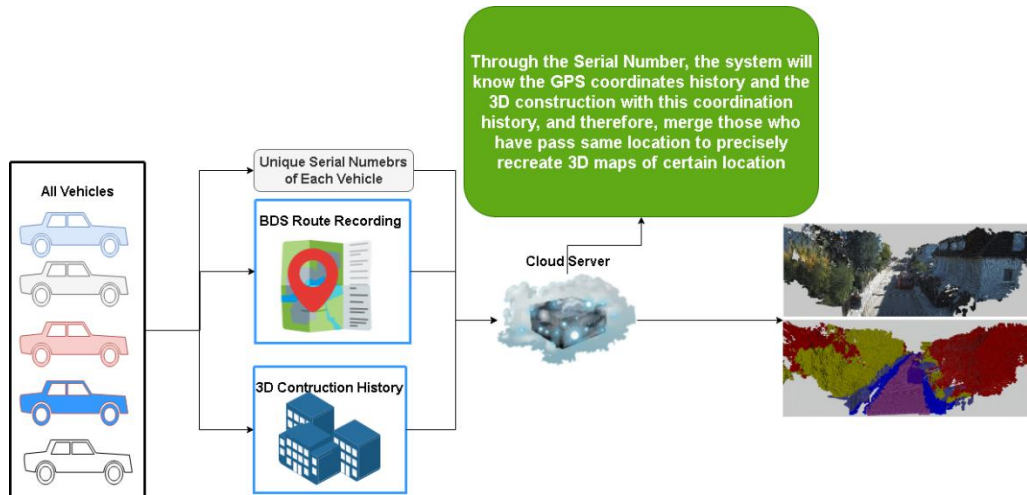 Through the Serial Number, the system will
know the GPS coordinates history and the
3D construction with this coordination
history, and therefore, merge those who
have pass same location to precisely
recreate 3D maps of certain location
All Vehicles
Unique Serial Numebrs
of Each Vehicle
BDS Route Recording
3D Contruction History
Cloud Server